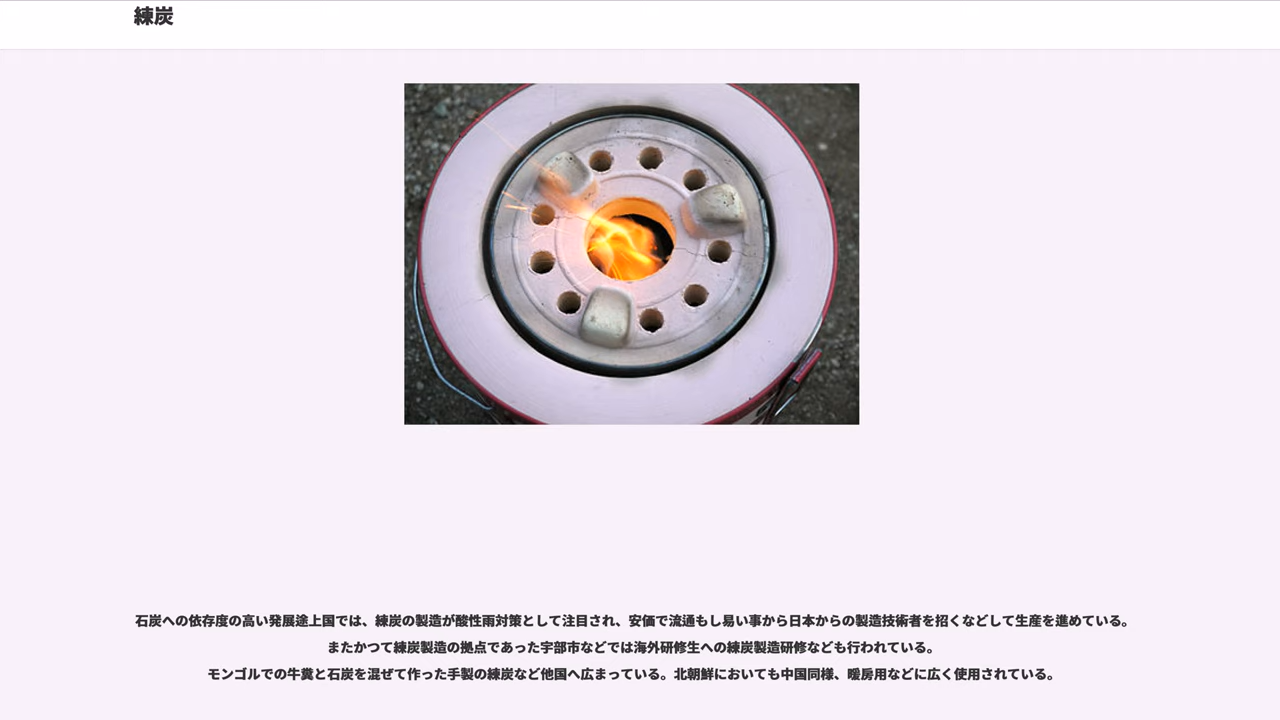 練炭
石炭への依存度の高い発展途上国では、練炭の製造が酸性雨対策として注目され、安価で流通もし易い事から日本からの製造技術者を招くなどして生産を進めている。
またかつて練炭製造の拠点であった宇部市などでは海外研修生への練炭製造研修なども行われている。
モンゴルでの牛糞と石炭を混ぜて作った手製の練炭など他国へ広まっている。北朝鮮においても中国同様、暖房用などに広く使用されている。